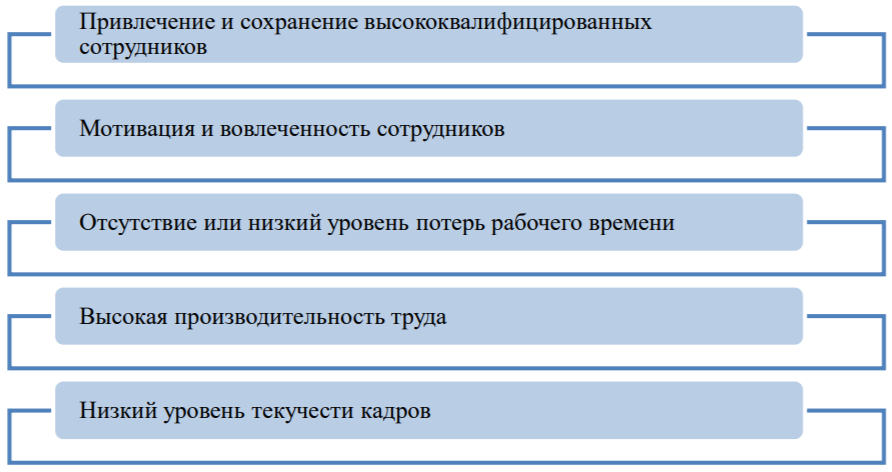 Привлечение и сохранение высококвалифицированных
сотрудников
Мотивация и вовлеченность сотрудников
Отсутствие или низкий уровень потерь рабочего времени
Высокая производительность труда
Низкий уровень текучести кадров